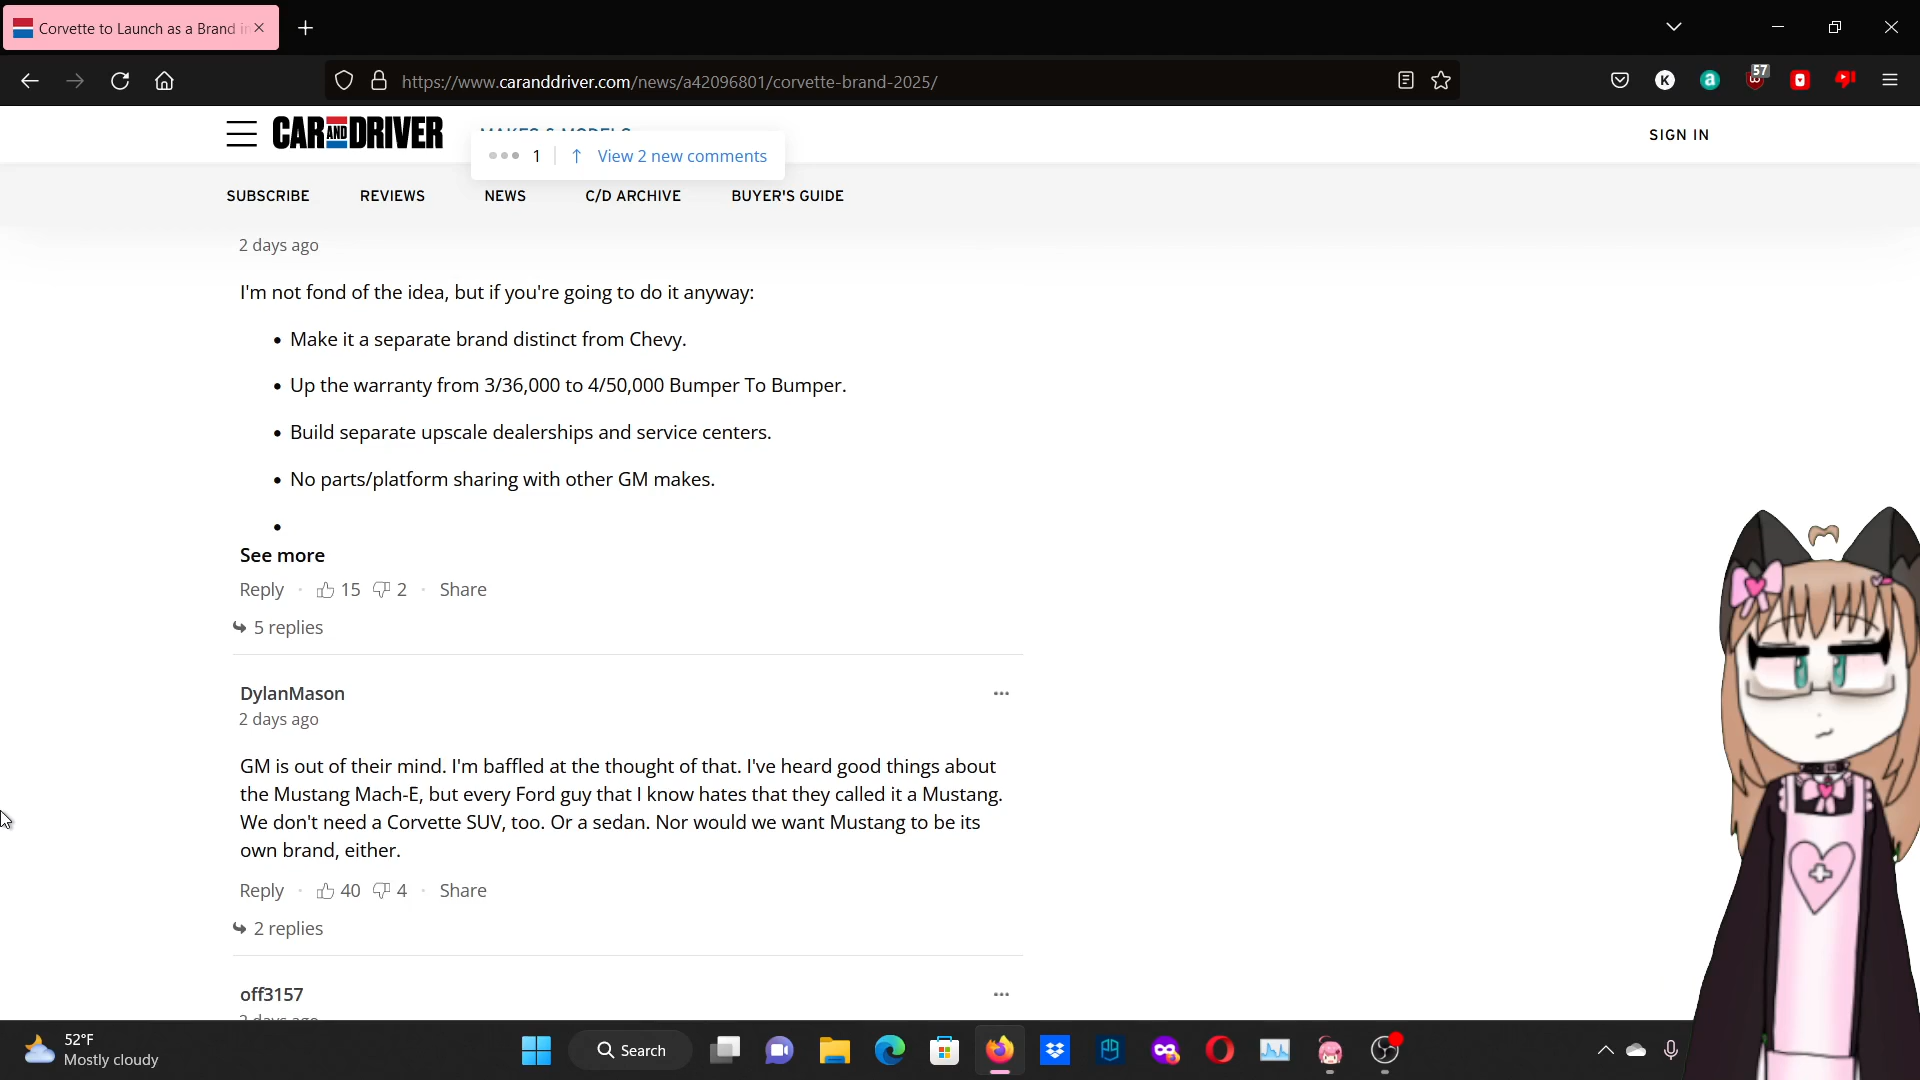 Corvette to Launch as a Brand in
https://www.caranddriver.com/news/a42096801/corvette-brand-2025/
K
a
57
CAR AND DRIVER
MAKES & MODELS
SIGN IN
1
↑ View 2 new comments
SUBSCRIBE REVIEWS NEWS C/D ARCHIVE BUYER'S GUIDE
2 days ago
I'm not fond of the idea, but if you're going to do it anyway:
• Make it a separate brand distinct from Chevy.
• Up the warranty from 3/36,000 to 4/50,000 Bumper To Bumper.
• Build separate upscale dealerships and service centers.
• No parts/platform sharing with other GM makes.
•
See more
Reply · 15 2 · Share
5 replies
DylanMason
2 days ago
GM is out of their mind. I'm baffled at the thought of that. I've heard good things about
the Mustang Mach-E, but every Ford guy that I know hates that they called it a Mustang.
We don't need a Corvette SUV, too. Or a sedan. Nor would we want Mustang to be its
own brand, either.
Reply · 40 4 · Share
2 replies
off3157
2 days ago
52°F
Mostly cloudy
Search